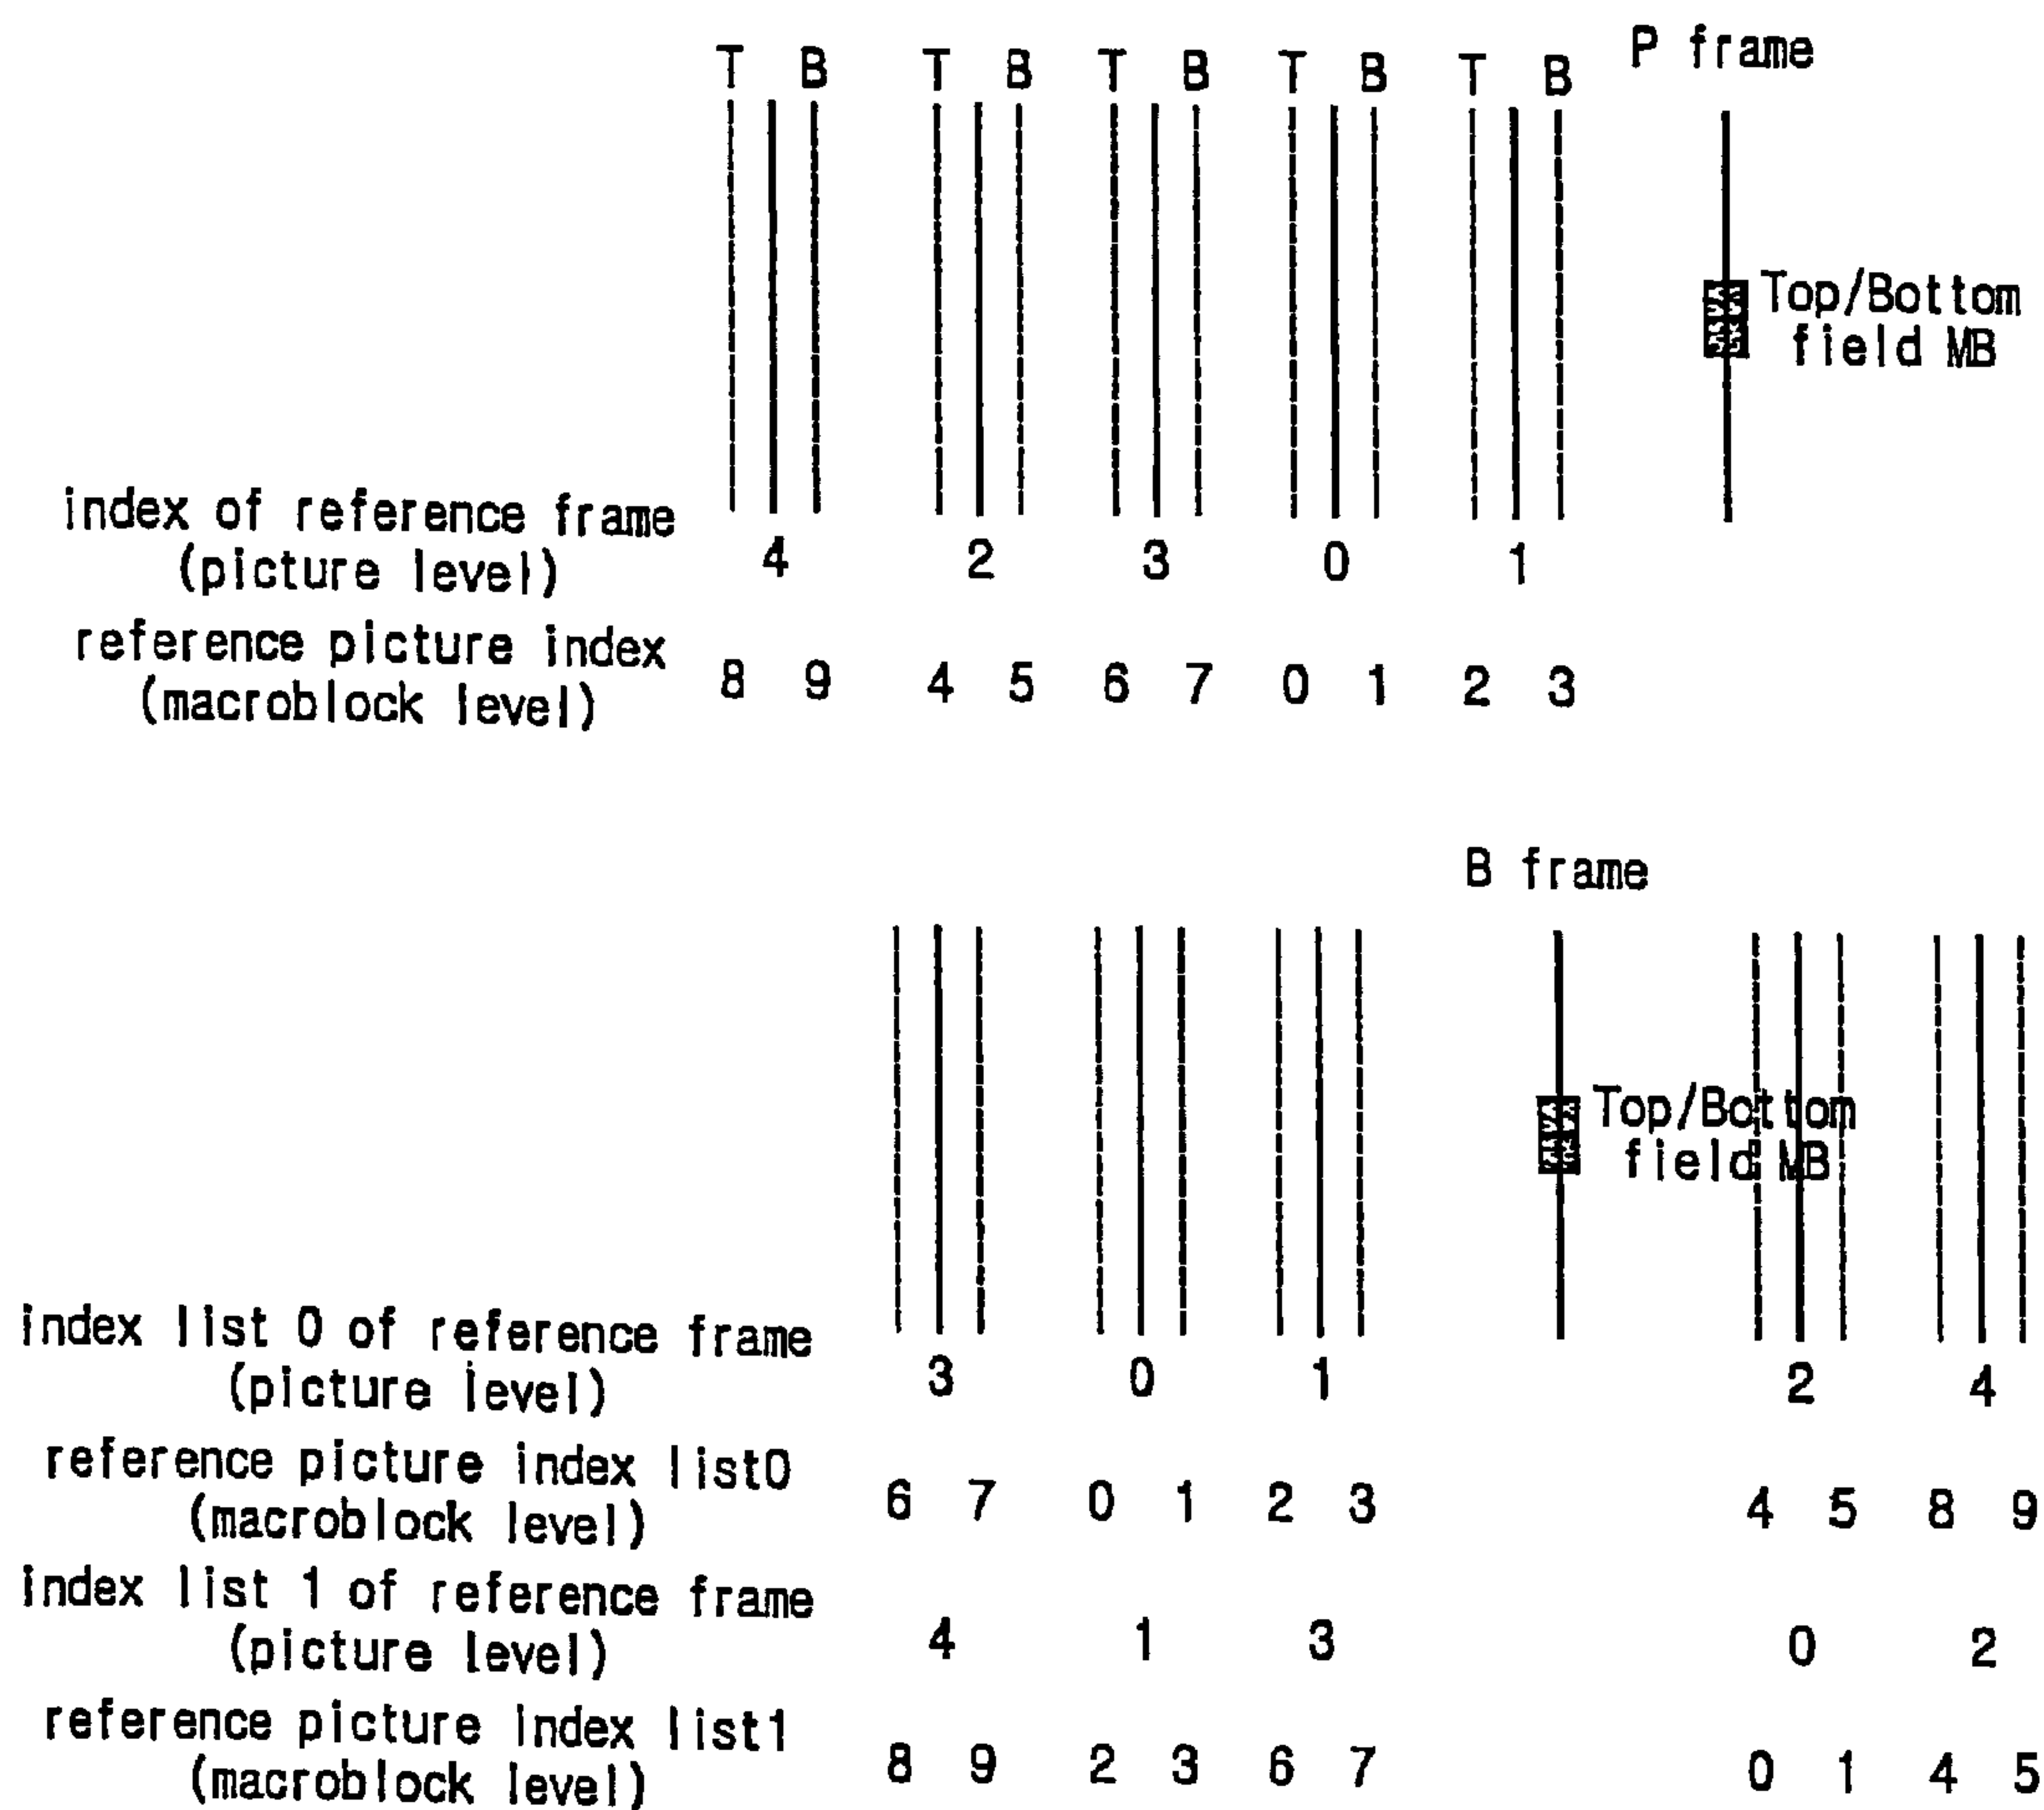 P frame
T B T B T B T B T B
Top/Bottom
field MB
index of reference frame
(picture level)
4 2 3 0 1
reference picture index
(macroblock level)
8 9 4 5 6 7 0 1 2 3
B frame
Top/Bottom
field MB
index list 0 of reference frame
(picture level)
3 0 1 2 4
reference picture index list0
(macroblock level)
6 7 0 1 2 3 4 5 8 9
index list 1 of reference frame
(picture level)
4 1 3 0 2
reference picture index list1
(macroblock level)
8 9 2 3 6 7 0 1 4 5